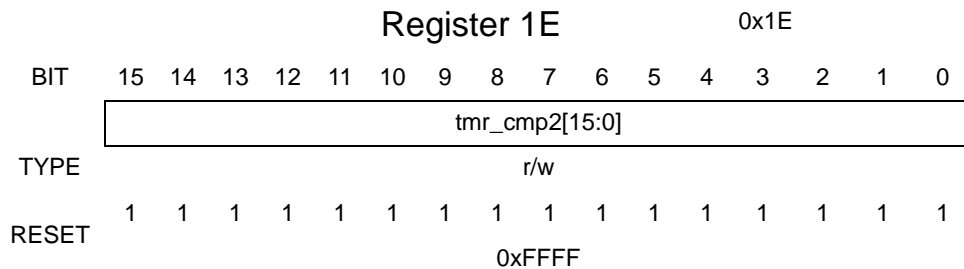 Register 1E 0x1E
BIT 15 14 13 12 11 10 9 8 7 6 5 4 3 2 1 0
tmr_cmp2[15:0]
TYPE r/w
RESET 1 1 1 1 1 1 1 1 1 1 1 1 1 1 1 1
0xFFFF